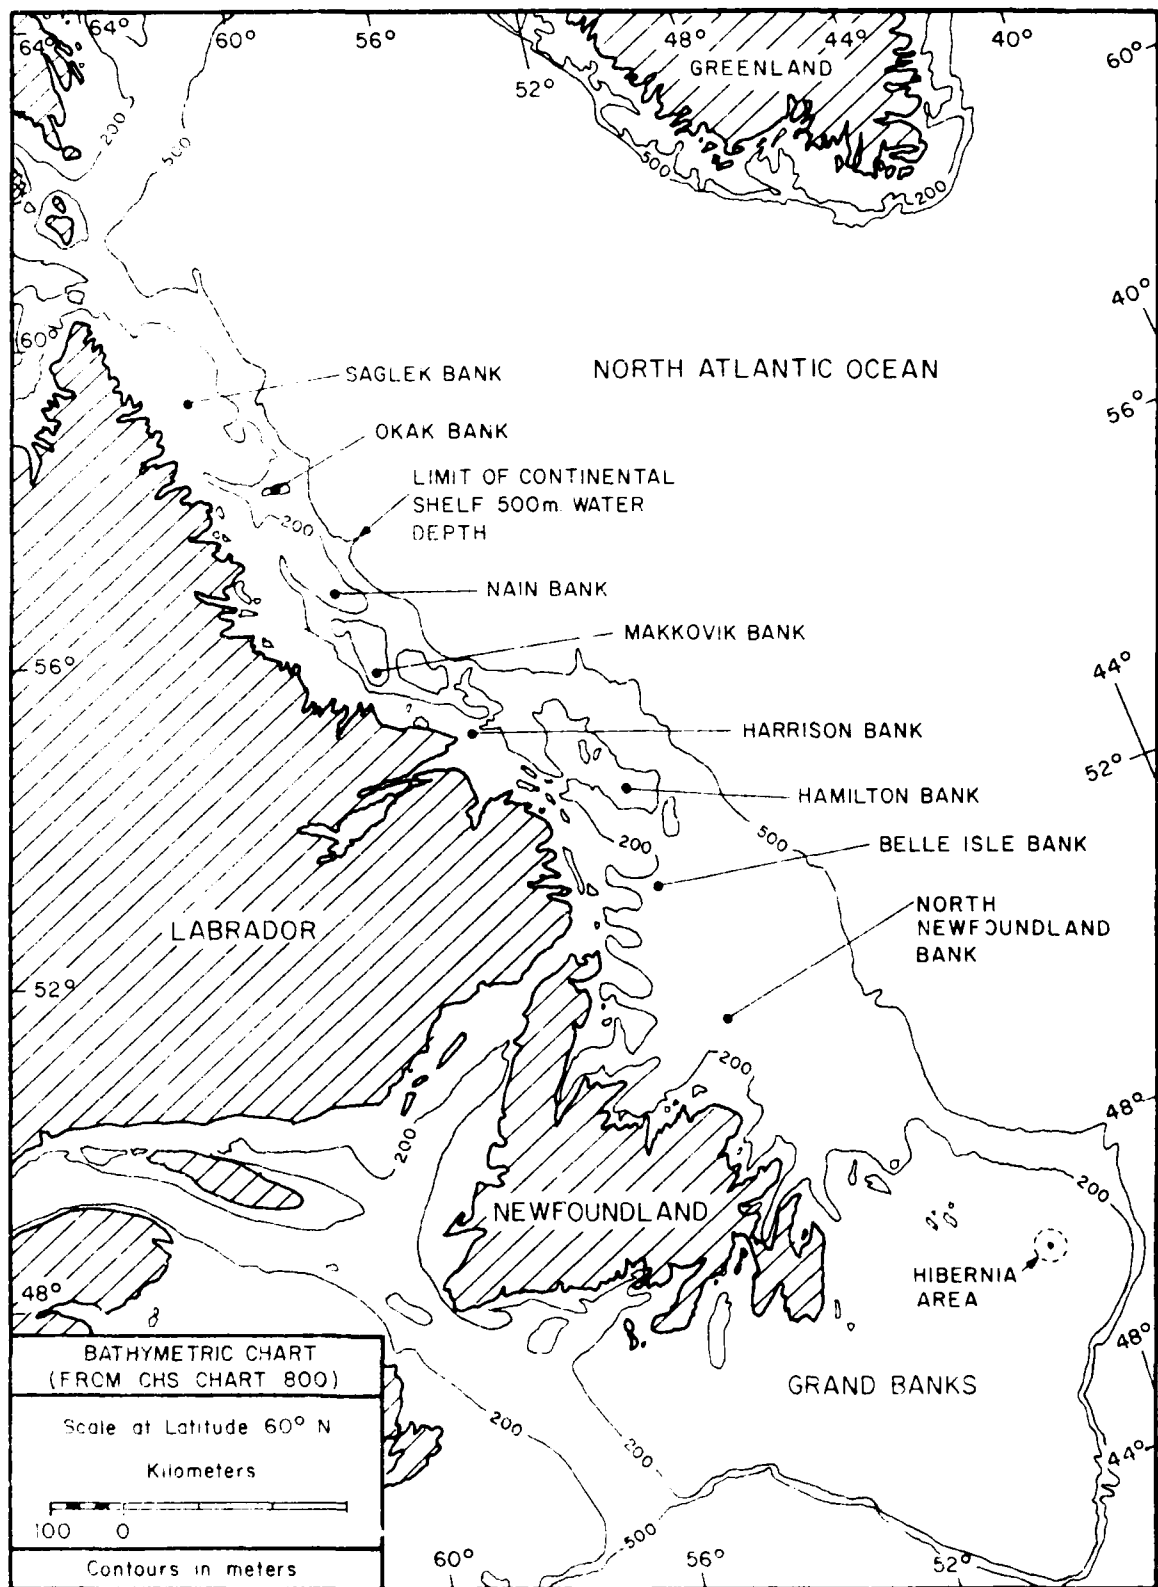 64°
64°
60°
56°
52°
48°
44°
40°
60°
GREENLAND
200
500
500
200
40°
60°
SAGLEK BANK
NORTH ATLANTIC OCEAN
56°
OKAK BANK
LIMIT OF CONTINENTAL
SHELF 500m. WATER
DEPTH
200
NAIN BANK
MAKKOVIK BANK
56°
44°
HARRISON BANK
52°
HAMILTON BANK
200
500
BELLE ISLE BANK
NORTH
NEWFOUNDLAND
BANK
LABRADOR
52°
200
48°
200
200
NEWFOUNDLAND
HIBERNIA
AREA
48°
48°
GRAND BANKS
BATHYMETRIC CHART
(FROM CHS CHART 800)
Scale at Latitude 60° N
Kilometers
100 0
Contours in meters
200
200
44°
500
60°
56°
52°